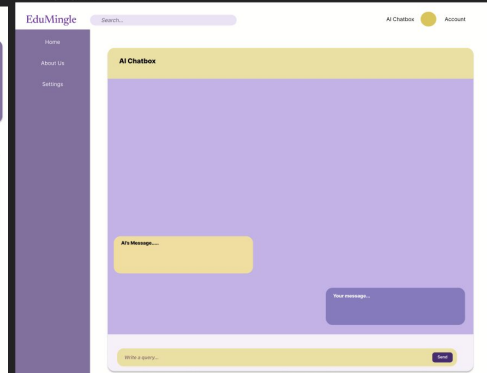 EduMingle
Search...
AI Chatbox
Account
Home
About Us
Settings
AI Chatbox
AI's Message.....
Your message...
Write a query...
Send